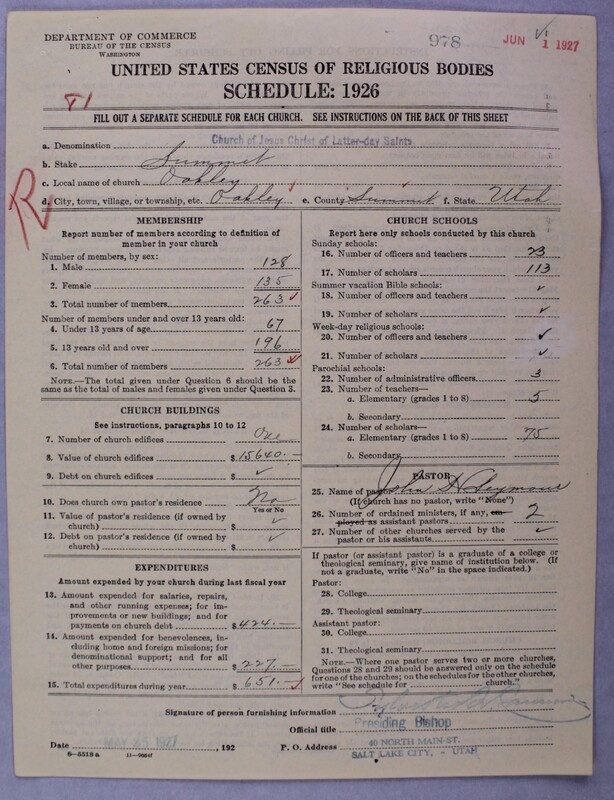 DEPARTMENT OF COMMERCE
BUREAU OF THE CENSUS
WASHINGTON
978
JUN 1 1927
UNITED STATES CENSUS OF RELIGIOUS BODIES
SCHEDULE: 1926
FILL OUT A SEPARATE SCHEDULE FOR EACH CHURCH. SEE INSTRUCTIONS ON THE BACK OF THIS SHEET
a. Denomination Church of Jesus Christ of Latter-day Saints
b. Stake Summit
c. Local name of church Oakley
d. City, town, village, or township, etc. Oakley e. County Summit f. State Utah
R
MEMBERSHIP
Report number of members according to definition of
member in your church
Number of members, by sex:
1. Male 128
2. Female 135
3. Total number of members 263
Number of members under and over 13 years old:
4. Under 13 years of age 67
5. 13 years old and over 196
6. Total number of members 263
NOTE.—The total given under Question 6 should be
the same as the total of males and females given under Question 3.
CHURCH BUILDINGS
See instructions, paragraphs 10 to 12
7. Number of church edifices One
8. Value of church edifices $15640.—
9. Debt on church edifices $ ✓
10. Does church own pastor's residence No
Yes or No
11. Value of pastor's residence (if owned by
church) $ ✓
12. Debt on pastor's residence (if owned by
church) $ ✓
EXPENDITURES
Amount expended by your church during last fiscal year
13. Amount expended for salaries, repairs,
and other running expenses; for im-
provements or new buildings; and for
payments on church debt $424.—
14. Amount expended for benevolences, in-
cluding home and foreign missions; for
denominational support; and for all
other purposes $227.—
15. Total expenditures during year $651.—
CHURCH SCHOOLS
Report here only schools conducted by this church
Sunday schools:
16. Number of officers and teachers 23
17. Number of scholars 113
Summer vacation Bible schools:
18. Number of officers and teachers ✓
19. Number of scholars ✓
Week-day religious schools:
20. Number of officers and teachers ✓
21. Number of scholars ✓
Parochial schools:
22. Number of administrative officers 3
23. Number of teachers—
a. Elementary (grades 1 to 8) 5
b. Secondary
24. Number of scholars—
a. Elementary (grades 1 to 8) 75
b. Secondary
PASTOR
25. Name of pastor John H Seymour
(If church has no pastor, write "None")
26. Number of ordained ministers, if any, em-
ployed as assistant pastors 2
27. Number of other churches served by the
pastor or his assistants ✓
If pastor (or assistant pastor) is a graduate of a college or
theological seminary, give name of institution below. (If
not a graduate, write "No" in the space indicated.)
Pastor:
28. College
29. Theological seminary
Assistant pastor:
30. College
31. Theological seminary
NOTE.—Where one pastor serves two or more churches,
Questions 28 and 29 should be answered only on the schedule
for one of the churches; on the schedules for the other churches,
write "See schedule for church."
Signature of person furnishing information
Official title Presiding Bishop
Date MAY 25 1927, 192 P. O. Address 40 NORTH MAIN ST.
SALT LAKE CITY, - UTAH